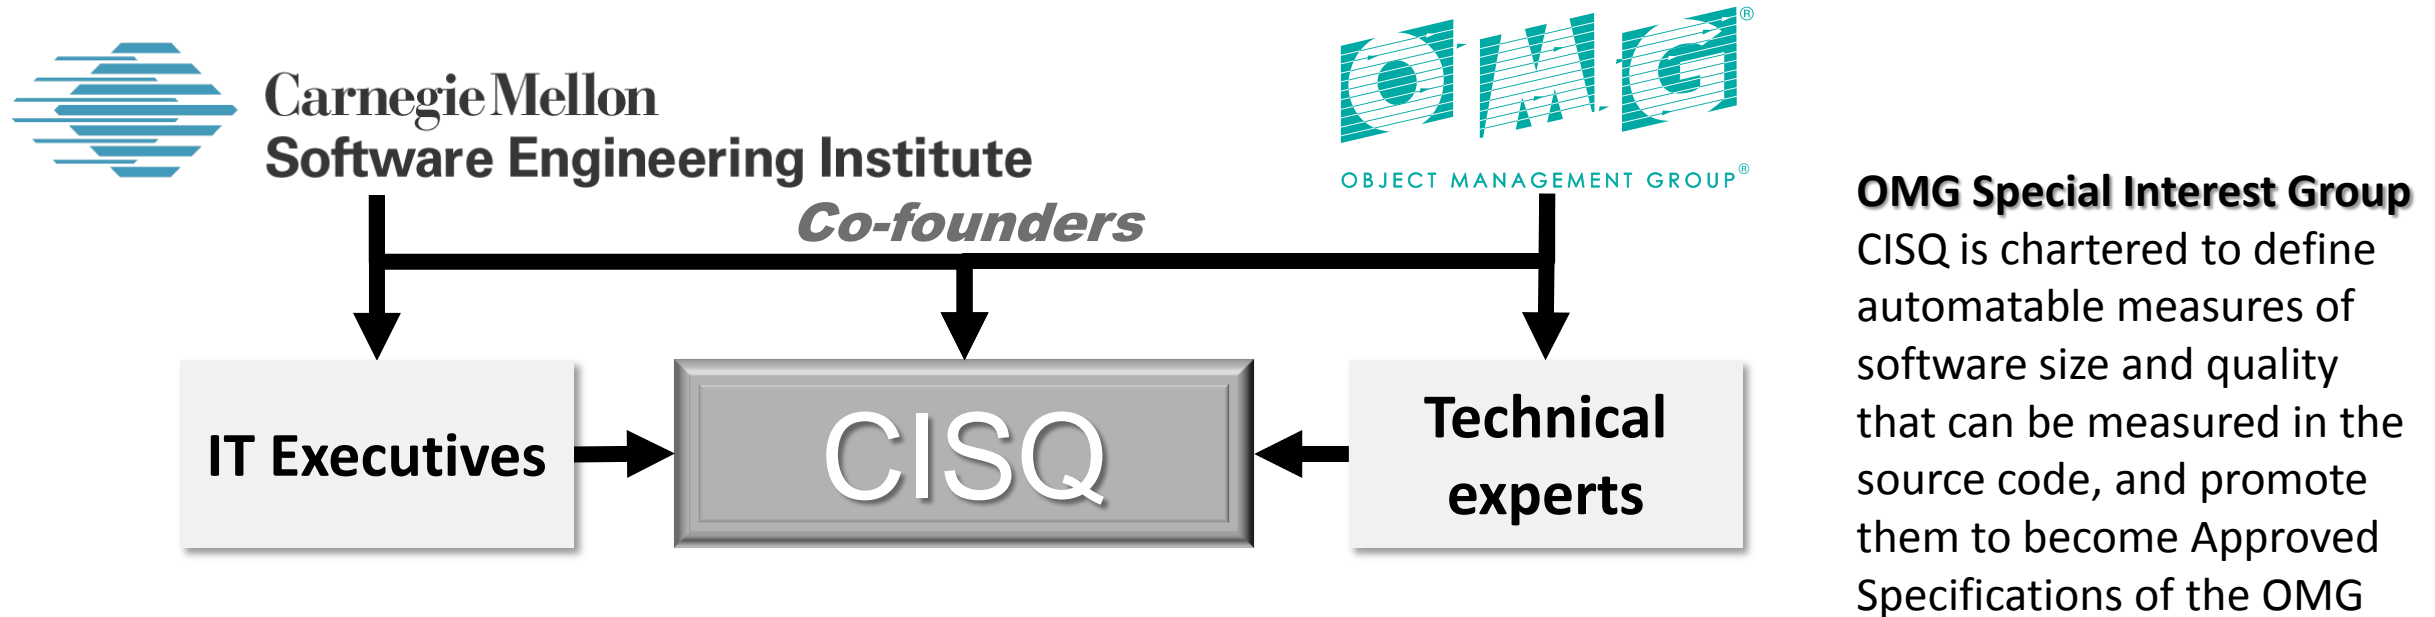 Carnegie Mellon
Software Engineering Institute
OMG®
OBJECT MANAGEMENT GROUP®
Co-founders
IT Executives
CISQ
Technical
experts
OMG Special Interest Group
CISQ is chartered to define
automatable measures of
software size and quality
that can be measured in the
source code, and promote
them to become Approved
Specifications of the OMG